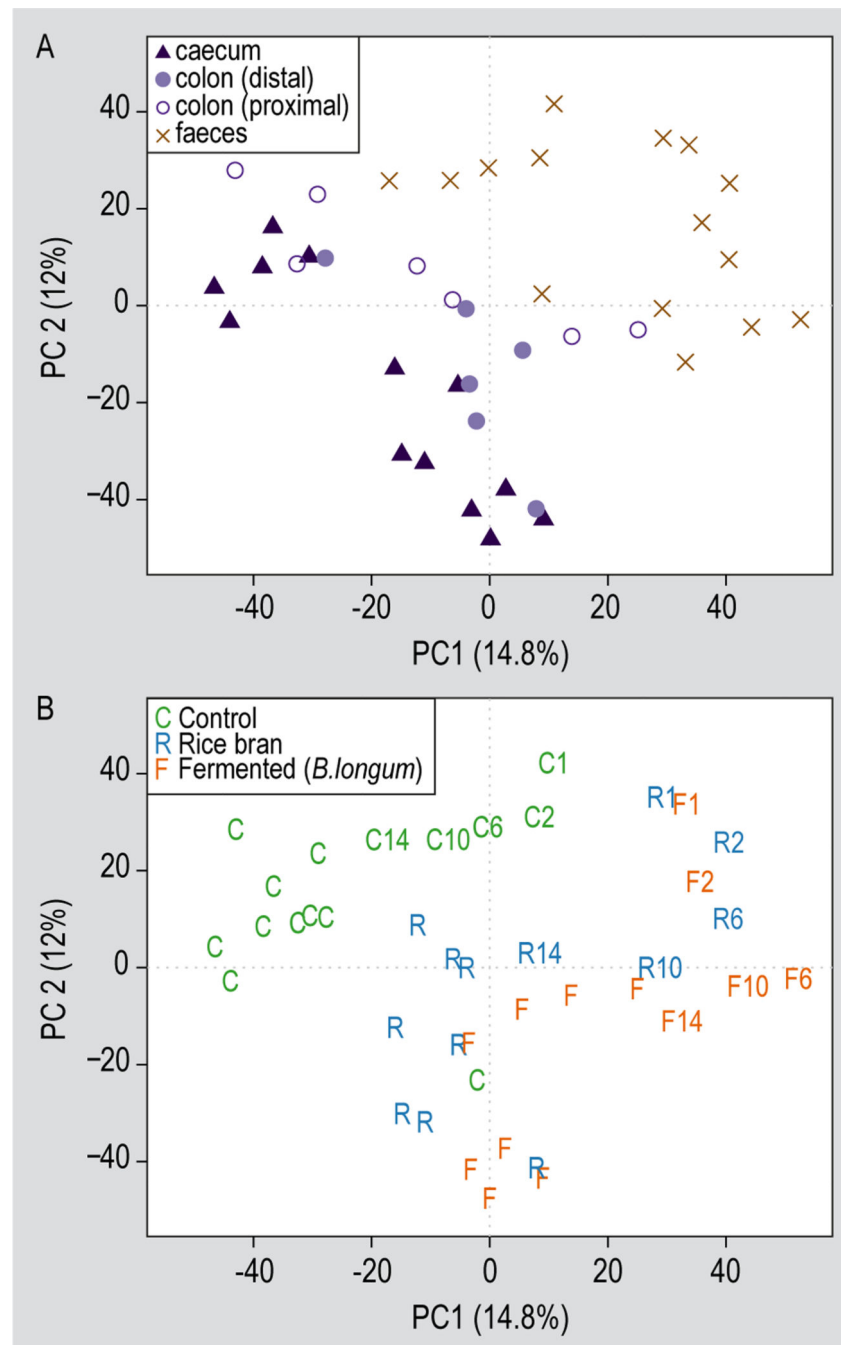 A
caecum
colon (distal)
colon (proximal)
faeces
40
20
0
−20
−40
PC 2 (12%)
-40 -20 0 20 40
PC1 (14.8%)
B
C Control
R Rice bran
F Fermented (B.longum)
C1
R1 F1
C C2 R2
C14 C10 C6
C
C F2
C C C C R R6
C R R14
C R R10
F F F10 F6
F F14
R R F
C
R R
F R F
F F
40
20
0
−20
−40
PC 2 (12%)
-40 -20 0 20 40
PC1 (14.8%)